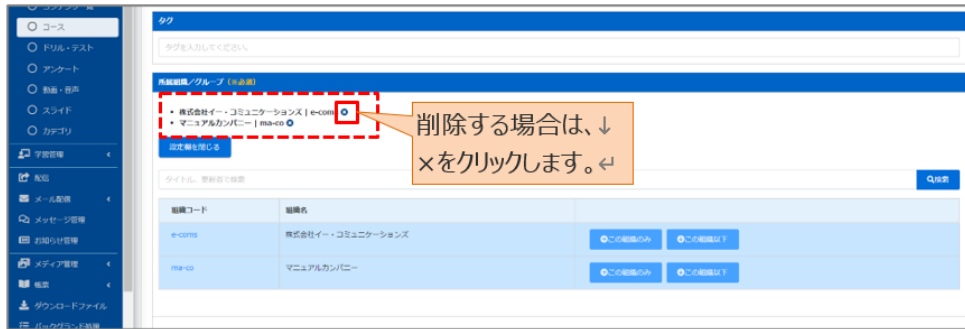 コンテンツ一覧
コース
ドリル・テスト
アンケート
動画・音声
スライド
カテゴリ
学習管理
配信
メール配信
メッセージ管理
お知らせ管理
メディア管理
帳票
ダウンロードファイル
バックグランド処理
タグ
タグを入力してください。
所属組織/グループ (※必須)
• 株式会社イー・コミュニケーションズ | e-coms
• マニュアルカンパニー | ma-co
削除する場合は、↓
×をクリックします。↵
設定欄を閉じる
タイトル、更新者で検索
検索
組織コード 組織名
e-coms 株式会社イー・コミュニケーションズ この組織のみ この組織以下
ma-co マニュアルカンパニー この組織のみ この組織以下